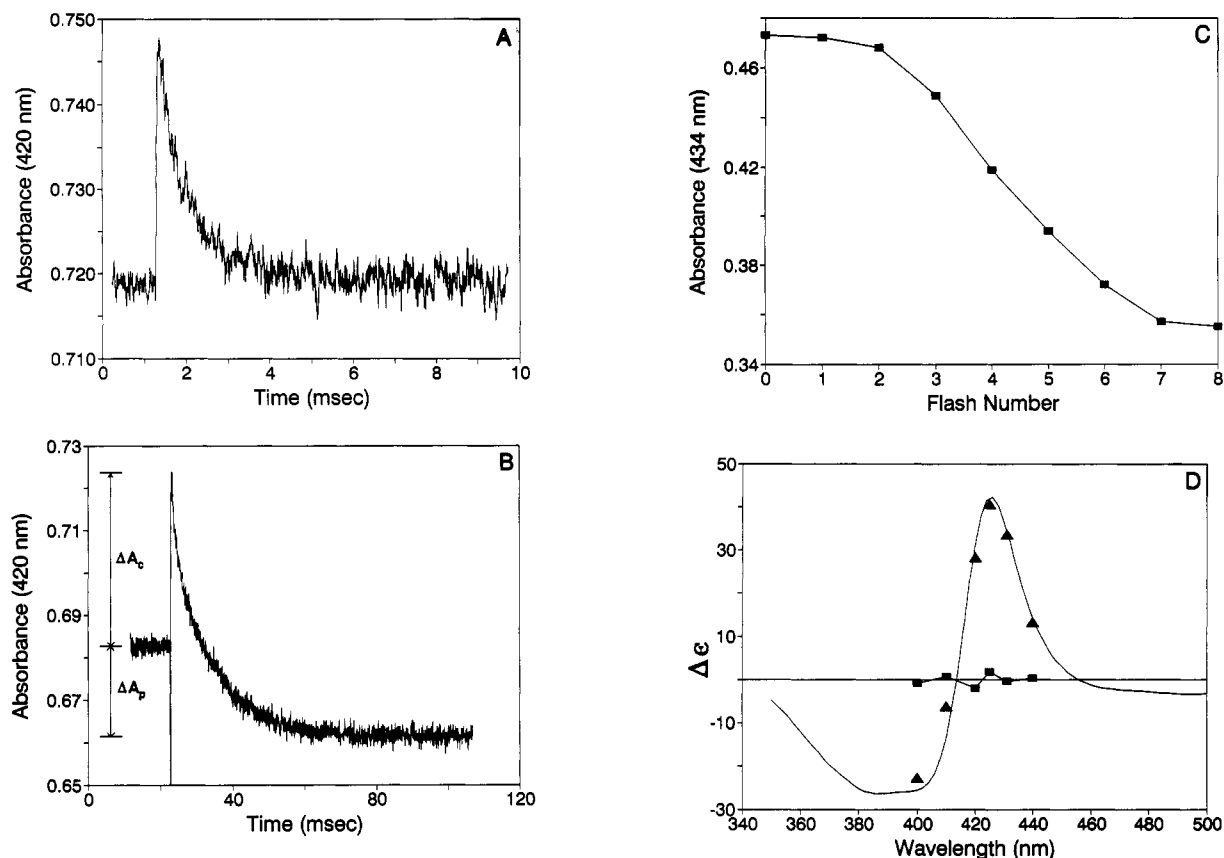 A
Absorbance (420 nm)
0.750
0.740
0.730
0.720
0.710
0 2 4 6 8 10
Time (msec)
B
Absorbance (420 nm)
0.73
0.71
0.69
0.67
0.65
ΔAc
ΔAp
0 40 80 120
Time (msec)
C
Absorbance (434 nm)
0.46
0.42
0.38
0.34
0 1 2 3 4 5 6 7 8
Flash Number
D
Δϵ
50
30
10
-10
-30
340 360 380 400 420 440 460 480 500
Wavelength (nm)